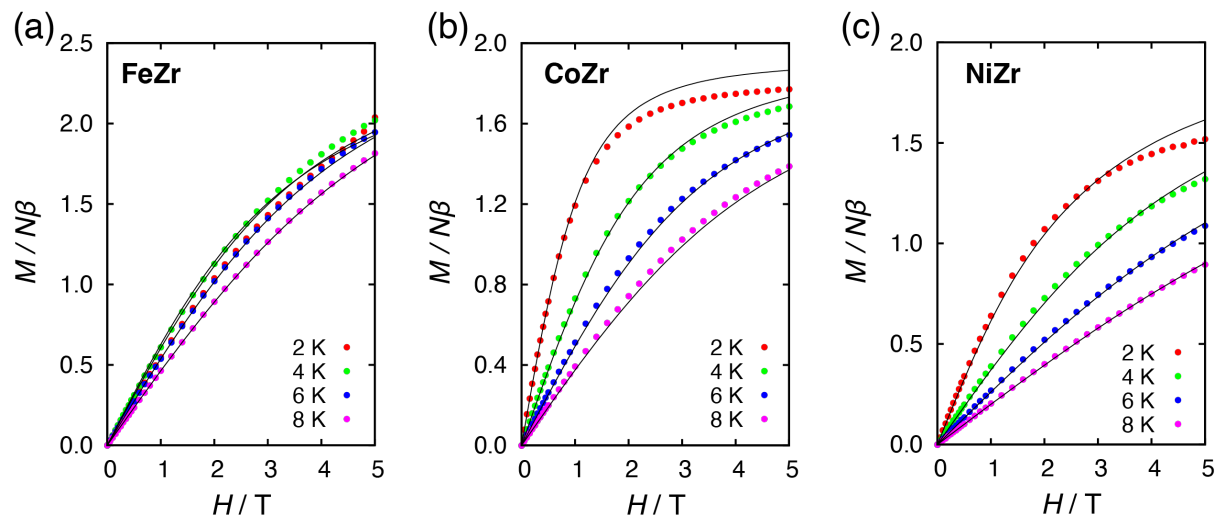 (a)
2.5
2.0
1.5
1.0
0.5
0.0
M / Nβ
FeZr
2 K
4 K
6 K
8 K
0 1 2 3 4 5
H / T
(b)
2.0
1.6
1.2
0.8
0.4
0.0
M / Nβ
CoZr
2 K
4 K
6 K
8 K
0 1 2 3 4 5
H / T
(c)
2.0
1.5
1.0
0.5
0.0
M / Nβ
NiZr
2 K
4 K
6 K
8 K
0 1 2 3 4 5
H / T